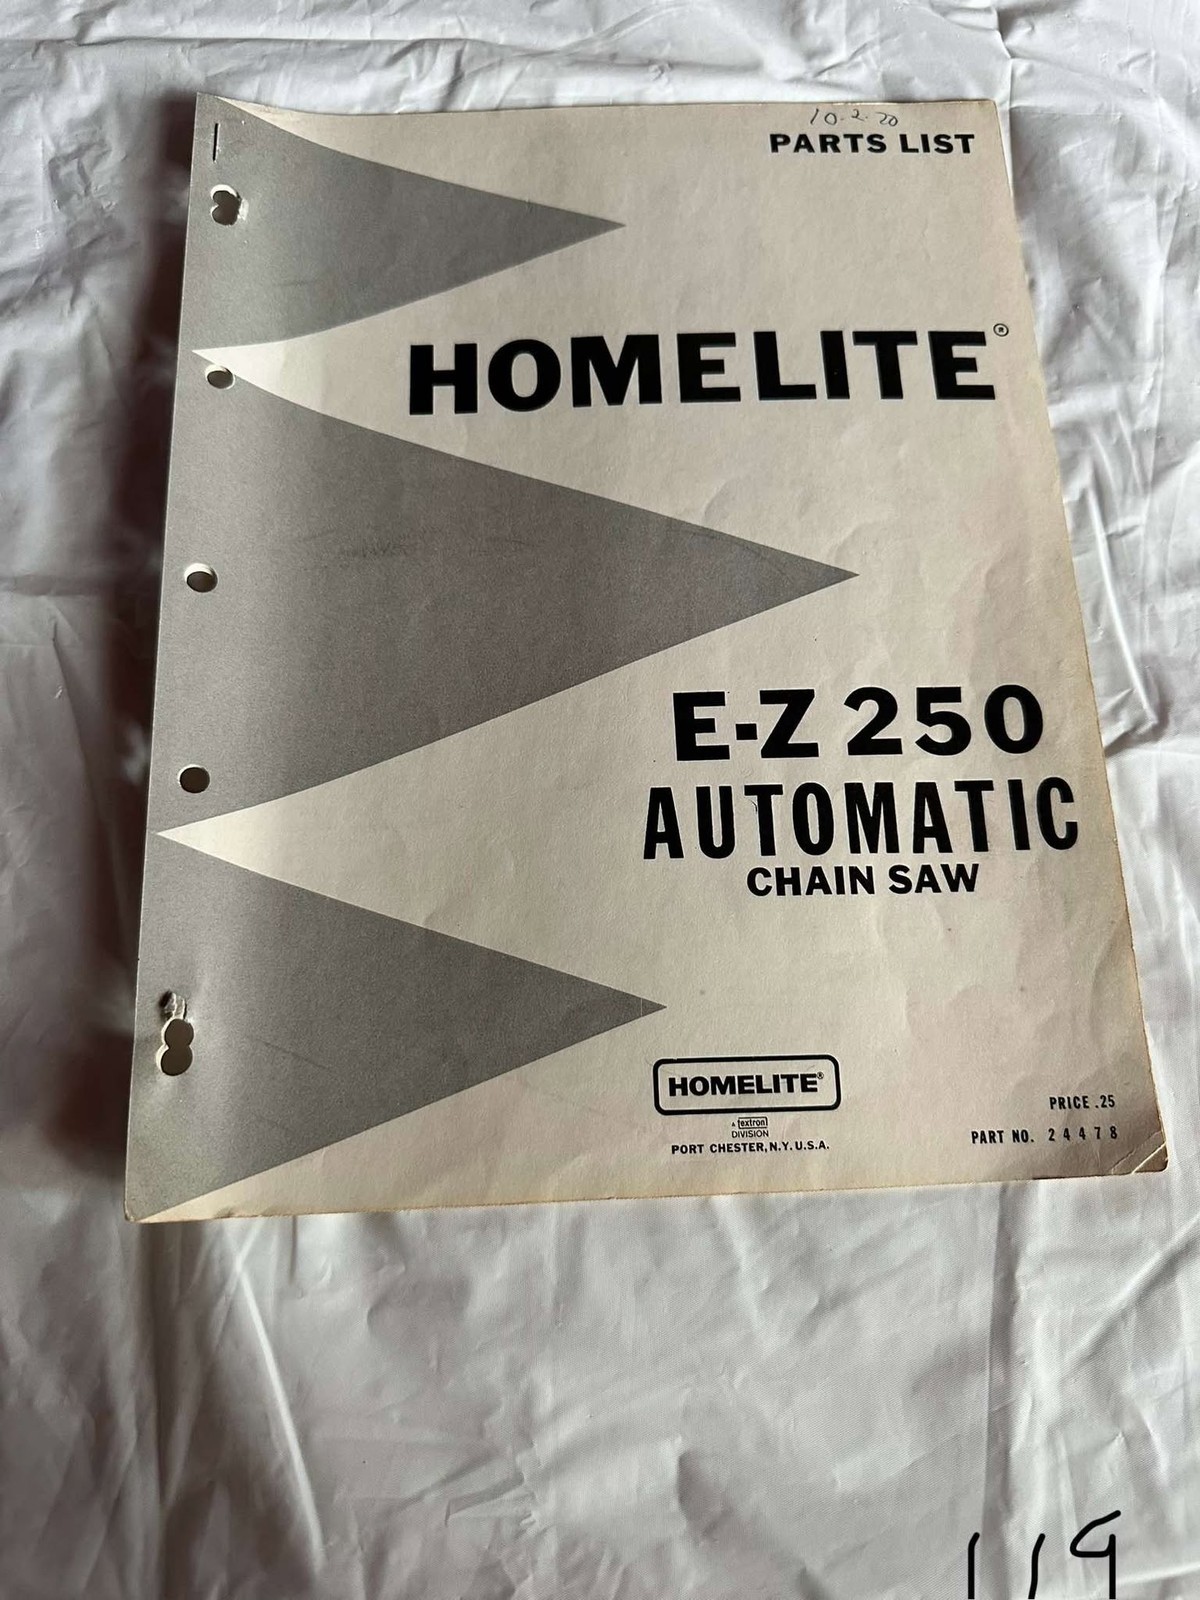 10-2-70
PARTS LIST
HOMELITE®
E-Z 250
AUTOMATIC
CHAIN SAW
HOMELITE®
A textron
DIVISION
PORT CHESTER, N.Y. U.S.A.
PRICE .25
PART NO. 24478
119